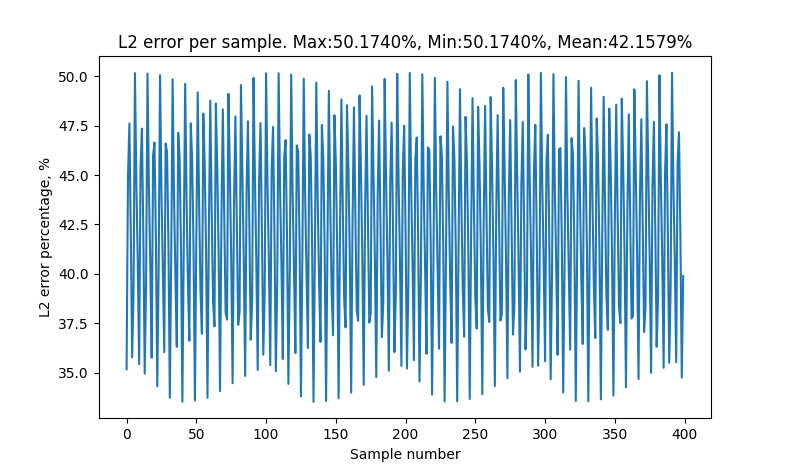 L2 error per sample. Max:50.1740%, Min:50.1740%, Mean:42.1579%
L2 error percentage, %
50.0
47.5
45.0
42.5
40.0
37.5
35.0
0 50 100 150 200 250 300 350 400
Sample number